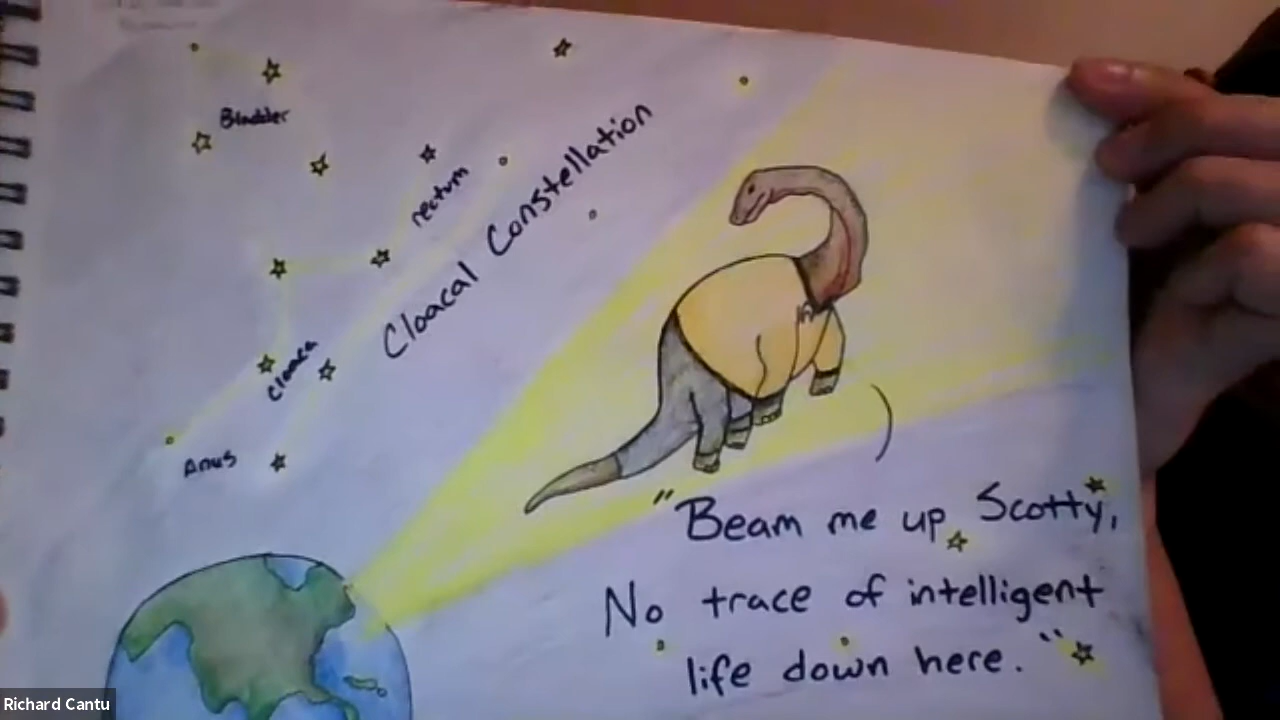 Bladder
rectum
Cloacal Constellation
Cloaca
Anus
"Beam me up Scotty,
No trace of intelligent
life down here."
Richard Cantu